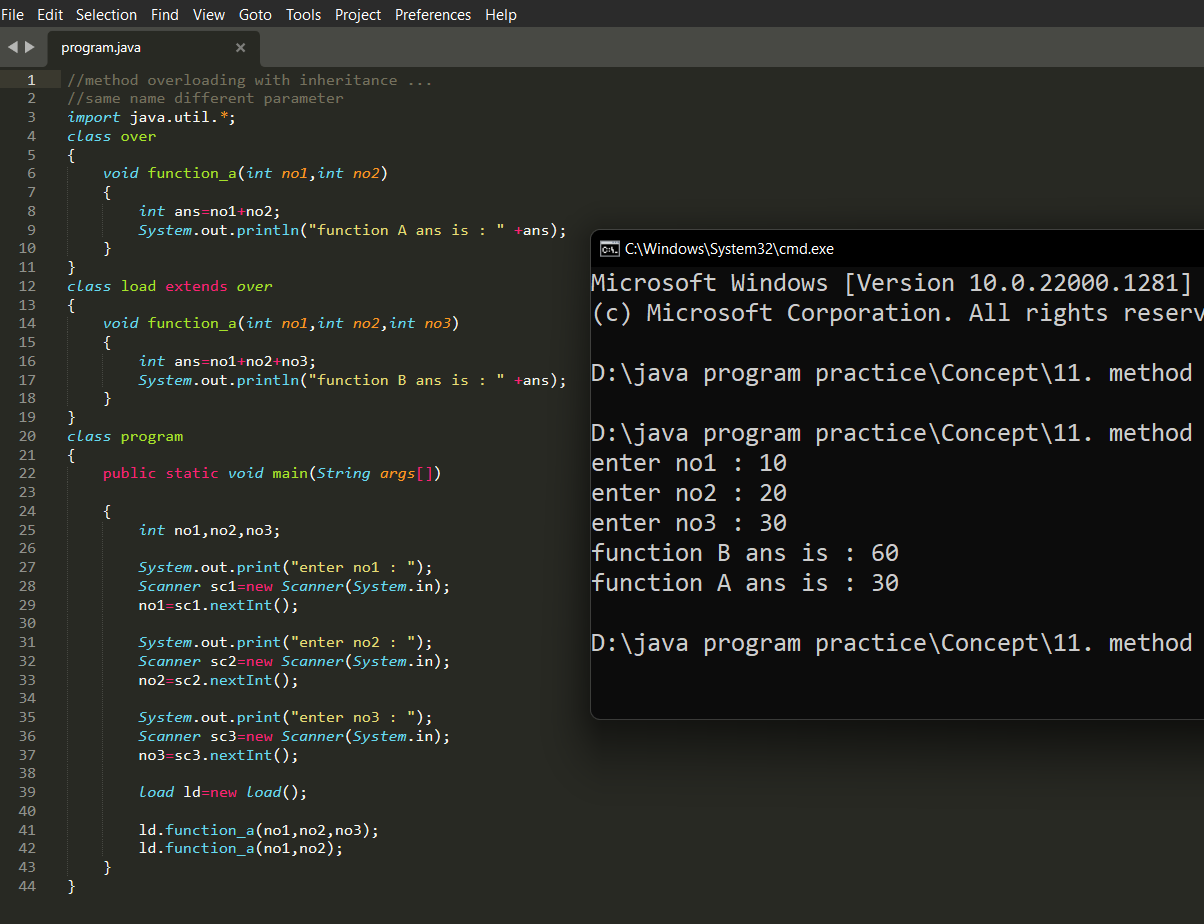 File Edit Selection Find View Goto Tools Project Preferences Help
program.java
1 //method overloading with inheritance ...
2 //same name different parameter
3 import java.util.*;
4 class over
5 {
6 void function_a(int no1,int no2)
7 {
8 int ans=no1+no2;
9 System.out.println("function A ans is : " +ans);
10 }
11 }
12 class load extends over
13 {
14 void function_a(int no1,int no2,int no3)
15 {
16 int ans=no1+no2+no3;
17 System.out.println("function B ans is : " +ans);
18 }
19 }
20 class program
21 {
22 public static void main(String args[])
23
24 {
25 int no1,no2,no3;
26
27 System.out.print("enter no1 : ");
28 Scanner sc1=new Scanner(System.in);
29 no1=sc1.nextInt();
30
31 System.out.print("enter no2 : ");
32 Scanner sc2=new Scanner(System.in);
33 no2=sc2.nextInt();
34
35 System.out.print("enter no3 : ");
36 Scanner sc3=new Scanner(System.in);
37 no3=sc3.nextInt();
38
39 load ld=new load();
40
41 ld.function_a(no1,no2,no3);
42 ld.function_a(no1,no2);
43 }
44 }
C:\Windows\System32\cmd.exe
Microsoft Windows [Version 10.0.22000.1281]
(c) Microsoft Corporation. All rights reserv
D:\java program practice\Concept\11. method
D:\java program practice\Concept\11. method
enter no1 : 10
enter no2 : 20
enter no3 : 30
function B ans is : 60
function A ans is : 30
D:\java program practice\Concept\11. method